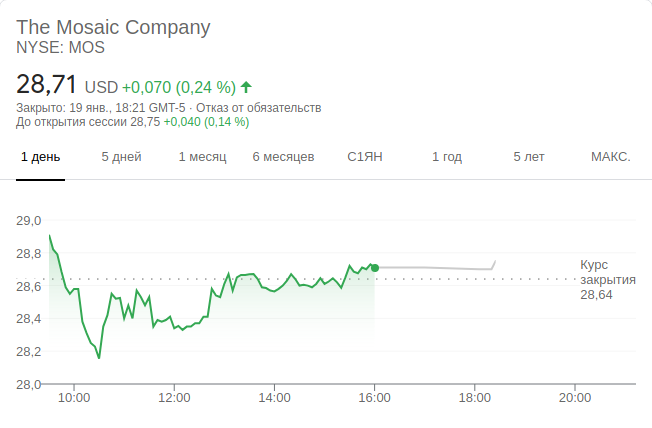 The Mosaic Company
NYSE: MOS
28,71 USD +0,070 (0,24 %)
Закрыто: 19 янв., 18:21 GMT-5 · Отказ от обязательств
До открытия сессии 28,75 +0,040 (0,14 %)
1 день 5 дней 1 месяц 6 месяцев С1ЯН 1 год 5 лет МАКС.
29,0
28,8
28,6
28,4
28,2
28,0
Курс
закрытия
28,64
10:00 12:00 14:00 16:00 18:00 20:00